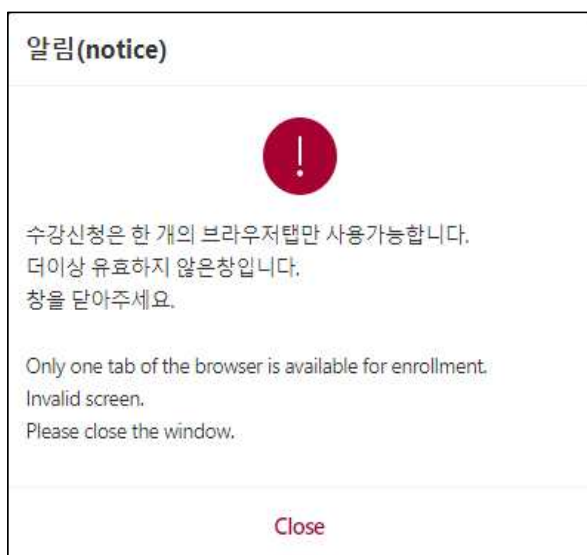 알림(notice)
!
수강신청은 한 개의 브라우저탭만 사용가능합니다.
더이상 유효하지 않은창입니다.
창을 닫아주세요.
Only one tab of the browser is available for enrollment.
Invalid screen.
Please close the window.
Close